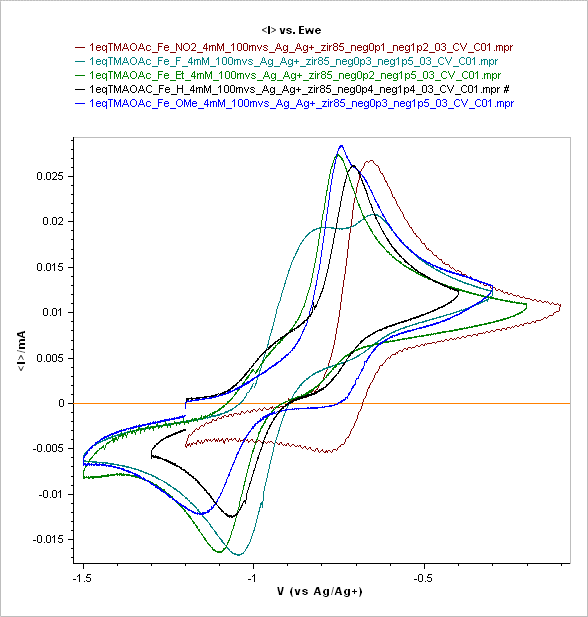 <I> vs. Ewe
1eqTMAOAc_Fe_NO2_4mM_100mvs_Ag_Ag+_zir85_neg0p1_neg1p2_03_CV_C01.mpr
1eqTMAOAc_Fe_F_4mM_100mvs_Ag_Ag+_zir85_neg0p3_neg1p5_03_CV_C01.mpr
1eqTMAOAc_Fe_Et_4mM_100mvs_Ag_Ag+_zir85_neg0p2_neg1p5_03_CV_C01.mpr
1eqTMAOAC_Fe_H_4mM_100mvs_Ag_Ag+_zir85_neg0p4_neg1p4_03_CV_C01.mpr #
1eqTMAOAc_Fe_OMe_4mM_100mvs_Ag_Ag+_zir85_neg0p3_neg1p5_03_CV_C01.mpr
0.025
0.02
0.015
0.01
0.005
0
-0.005
-0.01
-0.015
<I>/mA
-1.5
-1
-0.5
V (vs Ag/Ag+)